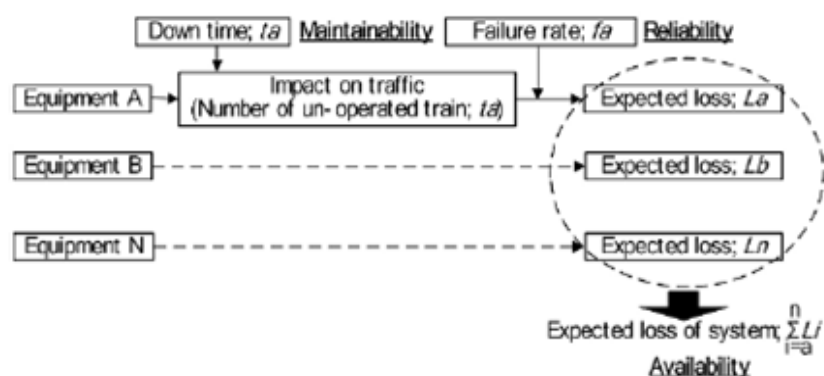 Down time; ta Maintainability Failure rate; fa Reliability
Equipment A
Impact on traffic
(Number of un-operated train; ta)
Expected loss; La
Equipment B Expected loss; Lb
Equipment N Expected loss; Ln
Expected loss of system; n Σ i=a Li
Availability